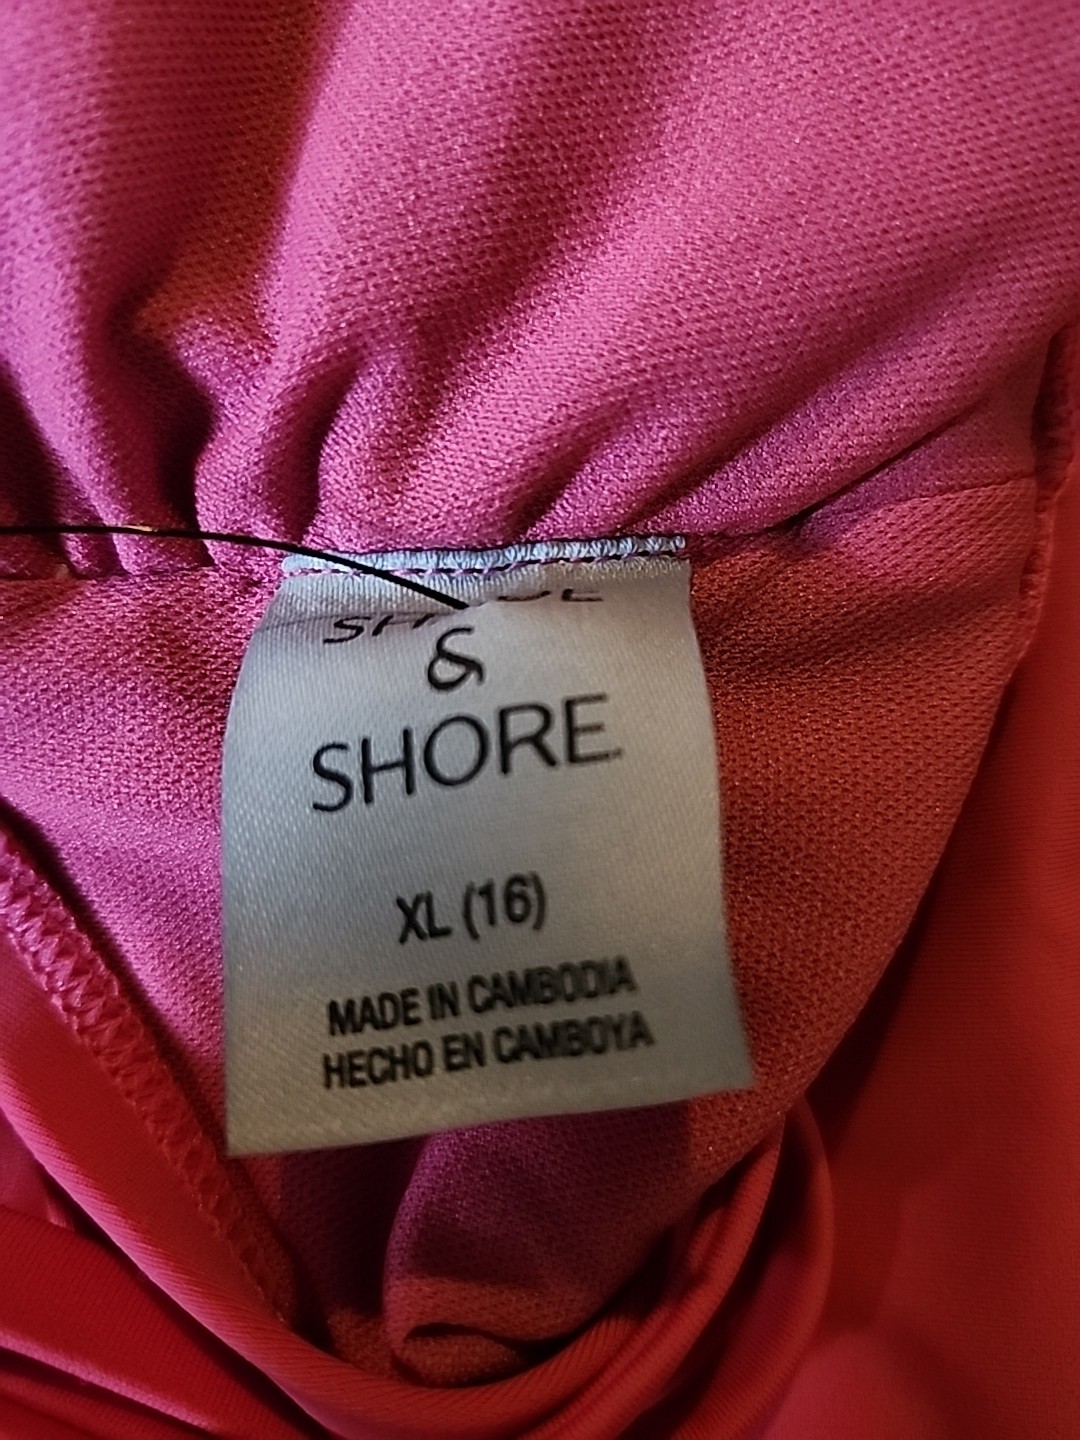 &
SHORE
XL (16)
MADE IN CAMBODIA
HECHO EN CAMBOYA